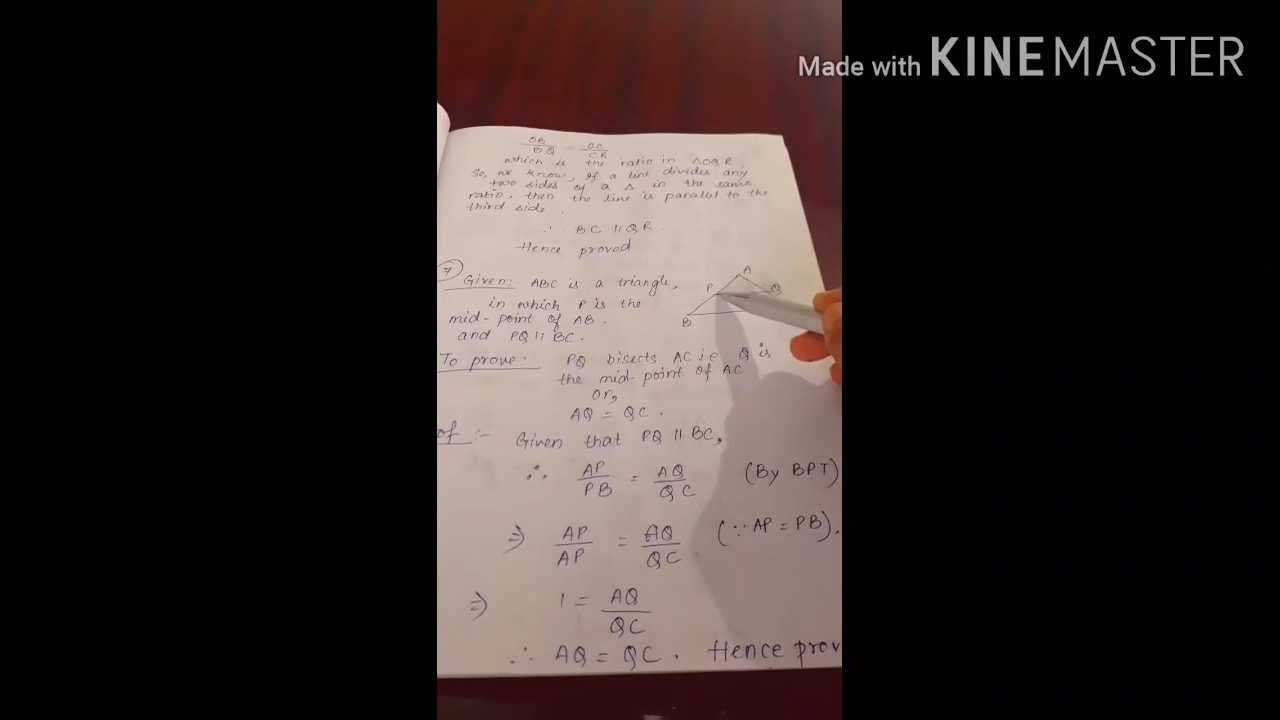 Made with KINEMASTER
OB/BQ = OC/CR
which is the ratio in △OQR.
So, we know, If a line divides any
two sides of a △ in the same
ratio, then the line is parallel to the
third side.
∴ BC || QR
Hence proved
7 Given: ABC is a triangle,
in which P is the
mid-point of AB.
and PQ || BC.
A
P
Q
B
To prove: PQ bisects AC i.e Q is
the mid-point of AC
or,
AQ = QC.
of :- Given that PQ || BC,
∴ AP/PB = AQ/QC (By BPT)
⇒ AP/AP = AQ/QC (∵ AP = PB).
⇒ 1 = AQ/QC
∴ AQ = QC. Hence prov